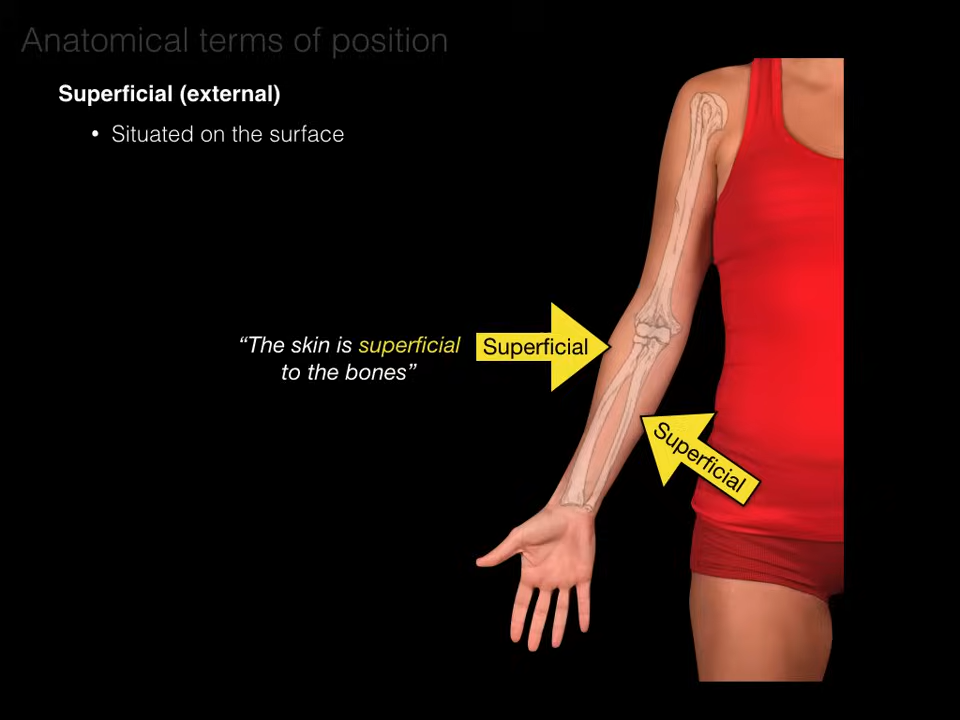 Anatomical terms of position
Superficial (external)
• Situated on the surface
“The skin is superficial
to the bones”
Superficial
Superficial